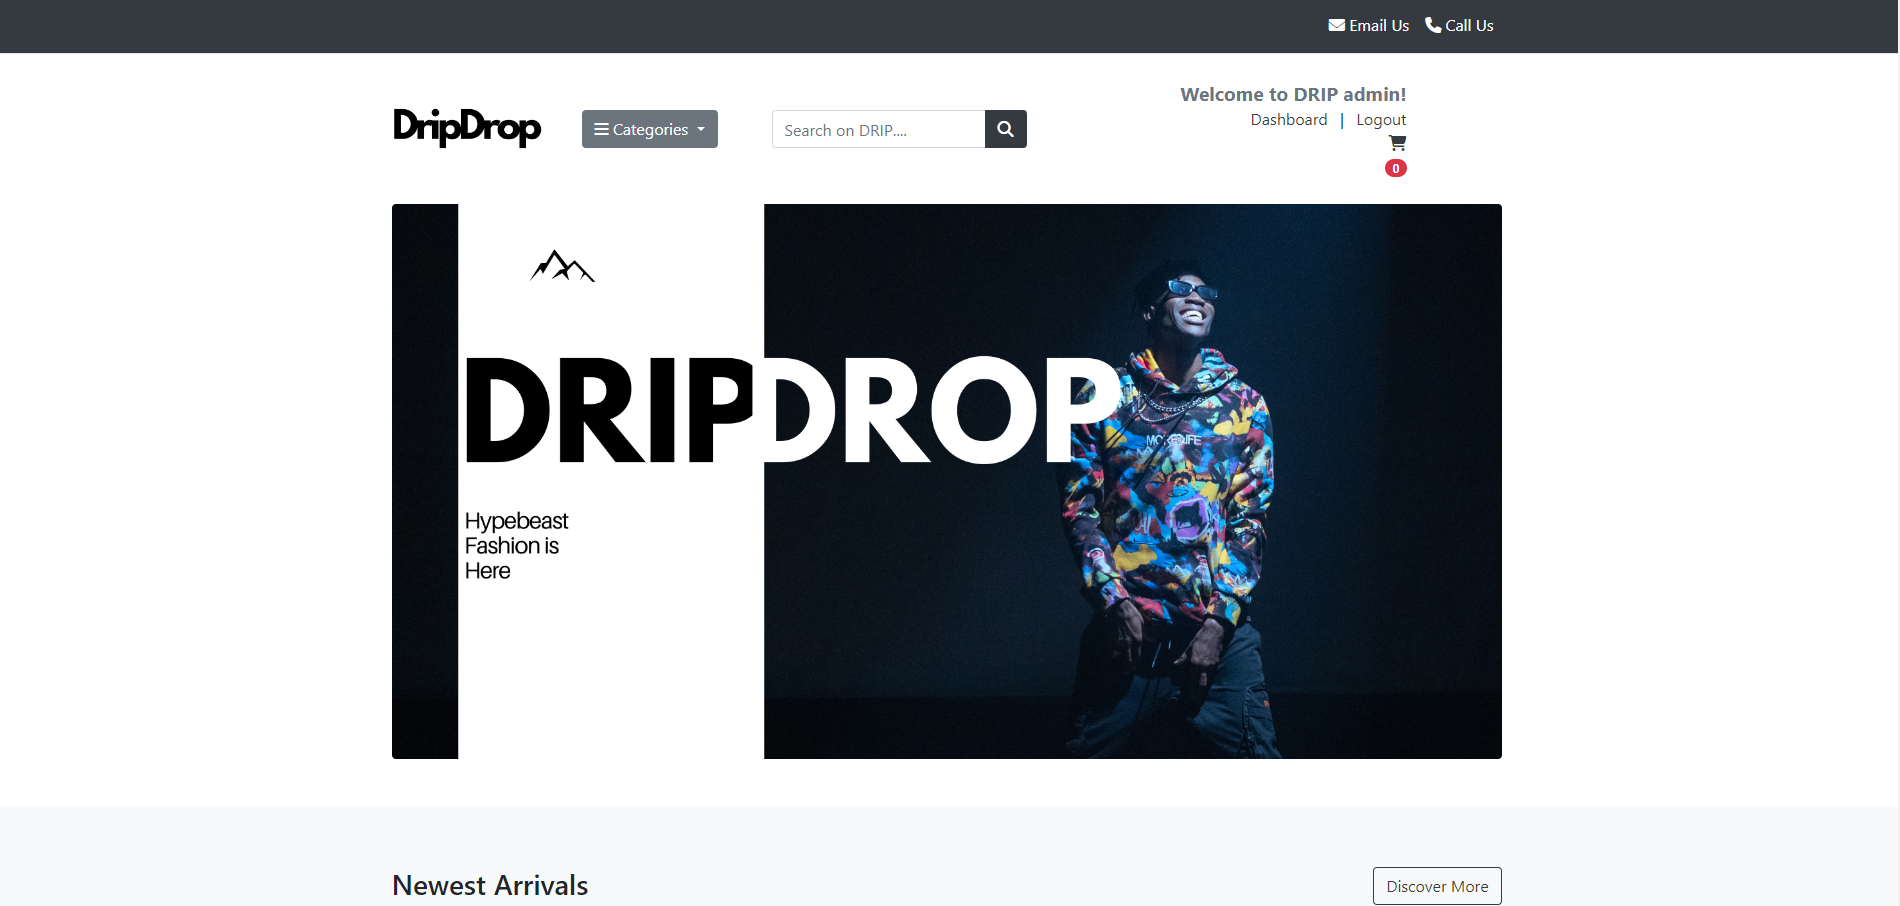 Email Us Call Us
Welcome to DRIP admin!
DripDrop Categories Search on DRIP....
Dashboard | Logout
0
DRIPDROP
MORE LIFE
Hypebeast
Fashion is
Here
Newest Arrivals Discover More